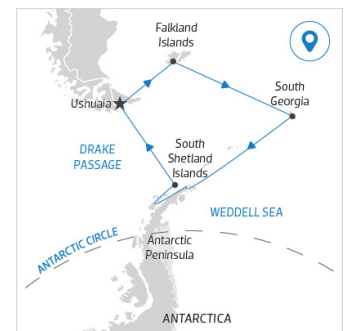 Falkland
Islands
Ushuaia
South
Georgia
DRAKE
PASSAGE
South
Shetland
Islands
WEDDELL SEA
ANTARCTIC CIRCLE
Antarctic
Peninsula
ANTARCTICA